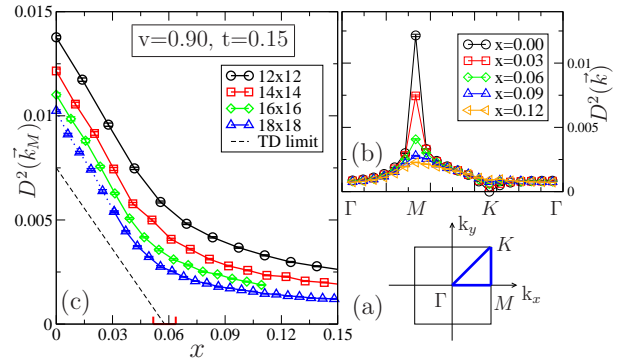 v=0.90, t=0.15
12x12
14x14
16x16
18x18
TD limit
0.015
0.01
0.005
0
D²(k⃗_M)
0
0.03
0.06
0.09
0.12
0.15
x
(c)
x=0.00
x=0.03
x=0.06
x=0.09
x=0.12
0.01
0.005
0
D²(k⃗)
(b)
Γ
M
K
Γ
k_y
K
Γ
M
k_x
(a)